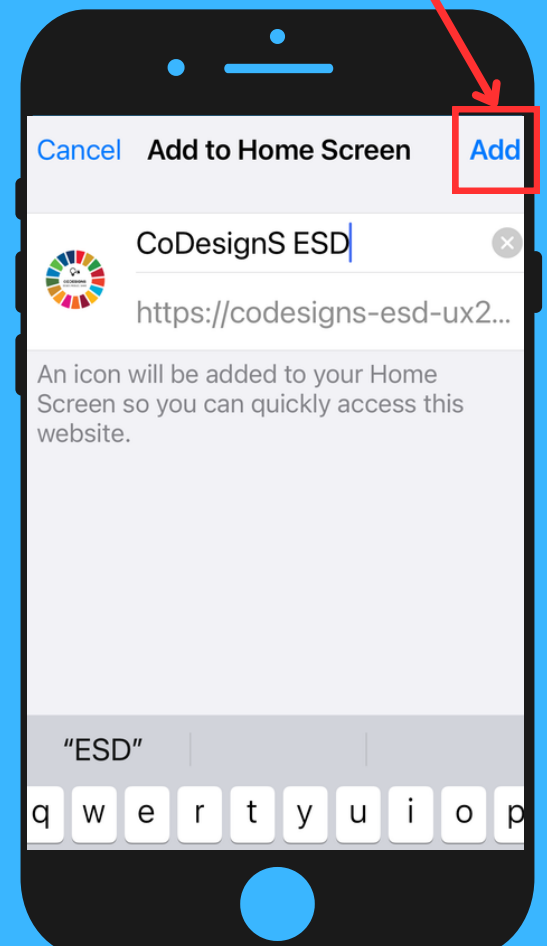 Cancel Add to Home Screen Add
CoDesignS ESD
https://codesigns-esd-ux2...
An icon will be added to your Home
Screen so you can quickly access this
website.
“ESD”
q w e r t y u i o p